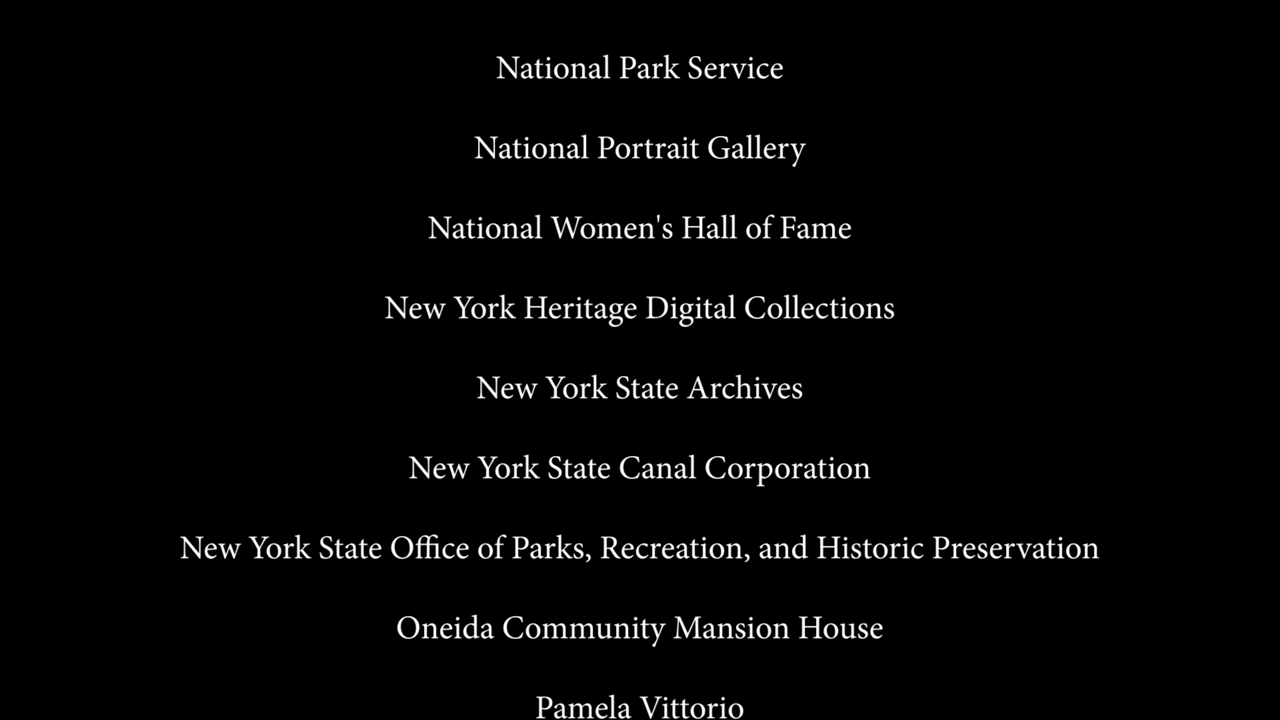 National Park Service
National Portrait Gallery
National Women's Hall of Fame
New York Heritage Digital Collections
New York State Archives
New York State Canal Corporation
New York State Office of Parks, Recreation, and Historic Preservation
Oneida Community Mansion House
Pamela Vittorio